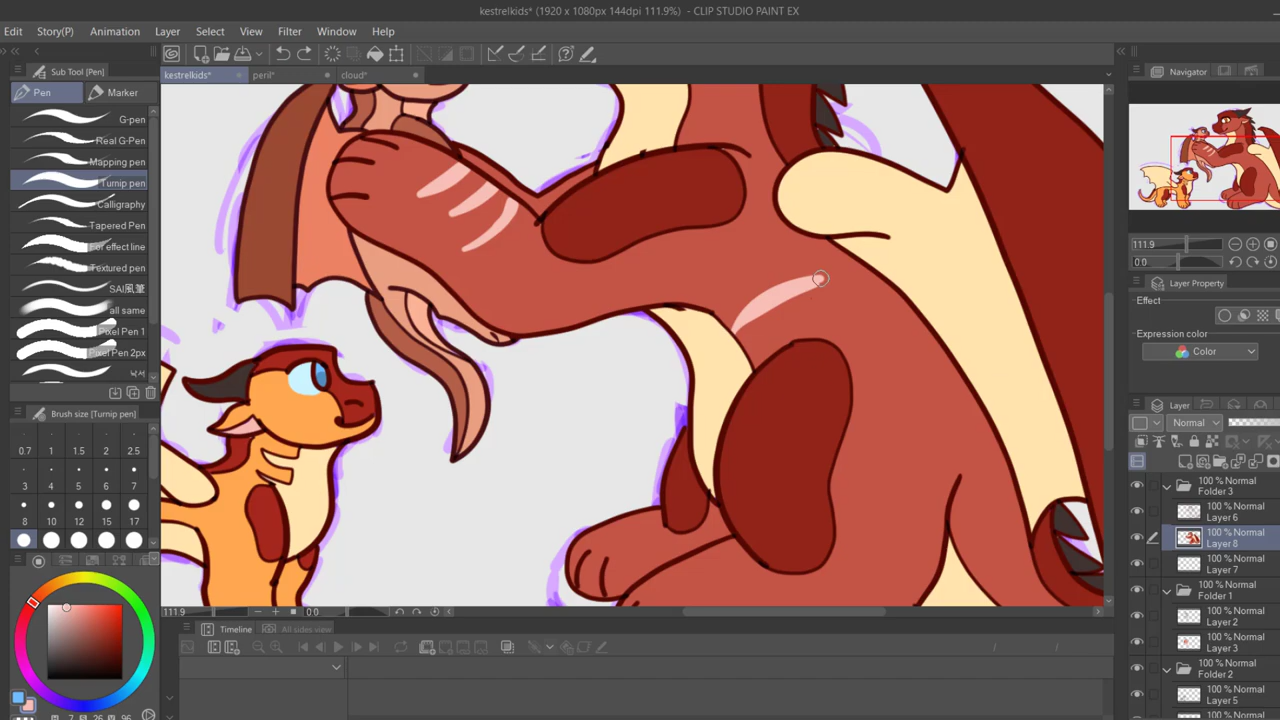 kestrelkids* (1920 x 1080px 144dpi 111.9%) - CLIP STUDIO PAINT EX
Edit Story(P) Animation Layer Select View Filter Window Help
Sub Tool [Pen]
Pen Marker
G-pen
Real G-Pen
Mapping pen
Turnip pen
Calligraphy
Tapered Pen
For effect line
Textured pen
SAI風筆
all same
Pixel Pen 1
Pixel Pen 2px
Brush size [Turnip pen]
0.7 1 1.5 2 2.5
3 4 5 6 7
8 10 12 15 17
kestrelkids* peril* cloud*
111.9 0.0
Timeline All sides view
Navigator
111.9
0.0
Layer Property
Effect
Expression color
Color
Layer
Normal
100 % Normal
Folder 3
100 % Normal
Layer 6
100 % Normal
Layer 8
100 % Normal
Layer 7
100 % Normal
Folder 1
100 % Normal
Layer 2
100 % Normal
Layer 3
100 % Normal
Folder 2
100 % Normal
Layer 5
100 % Normal